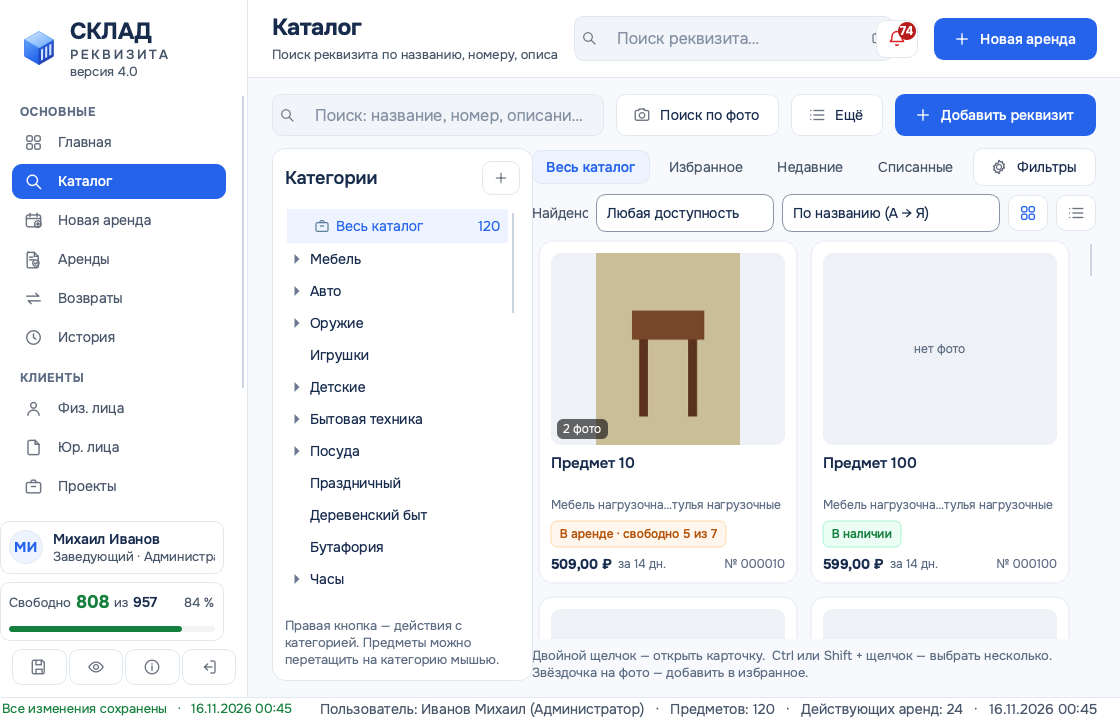 СКЛАД
РЕКВИЗИТА
версия 4.0
ОСНОВНЫЕ
Главная
Каталог
Новая аренда
Аренды
Возвраты
История
КЛИЕНТЫ
Физ. лица
Юр. лица
Проекты
МИ
Михаил Иванов
Заведующий · Администра
Свободно 808 из 957 84 %
Каталог
Поиск реквизита по названию, номеру, описа
Поиск реквизита...
74
Новая аренда
Поиск: название, номер, описани...
Поиск по фото
Ещё
Добавить реквизит
Категории
Весь каталог 120
Мебель
Авто
Оружие
Игрушки
Детские
Бытовая техника
Посуда
Праздничный
Деревенский быт
Бутафория
Часы
Правая кнопка — действия с
категорией. Предметы можно
перетащить на категорию мышью.
Весь каталог
Избранное
Недавние
Списанные
Фильтры
Найденс
Любая доступность
По названию (А → Я)
2 фото
Предмет 10
Мебель нагрузочна...тулья нагрузочные
В аренде · свободно 5 из 7
509,00 ₽ за 14 дн. № 000010
нет фото
Предмет 100
Мебель нагрузочна...тулья нагрузочные
В наличии
599,00 ₽ за 14 дн. № 000100
Двойной щелчок — открыть карточку. Ctrl или Shift + щелчок — выбрать несколько.
Звёздочка на фото — добавить в избранное.
Все изменения сохранены · 16.11.2026 00:45
Пользователь: Иванов Михаил (Администратор) · Предметов: 120 · Действующих аренд: 24 · 16.11.2026 00:45